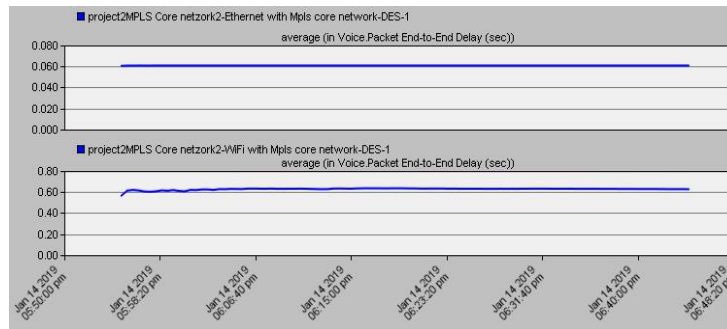 project2MPLS Core netzork2-Ethernet with Mpls core network-DES-1
average (in Voice.Packet End-to-End Delay (sec))
0.080
0.060
0.040
0.020
0.000
project2MPLS Core netzork2-WiFi with Mpls core network-DES-1
average (in Voice.Packet End-to-End Delay (sec))
0.80
0.60
0.40
0.20
0.00
Jan 14 2019
05:50:00 pm
Jan 14 2019
05:58:20 pm
Jan 14 2019
06:06:40 pm
Jan 14 2019
06:15:00 pm
Jan 14 2019
06:23:20 pm
Jan 14 2019
06:31:40 pm
Jan 14 2019
06:40:00 pm
Jan 14 2019
06:48:20 pm